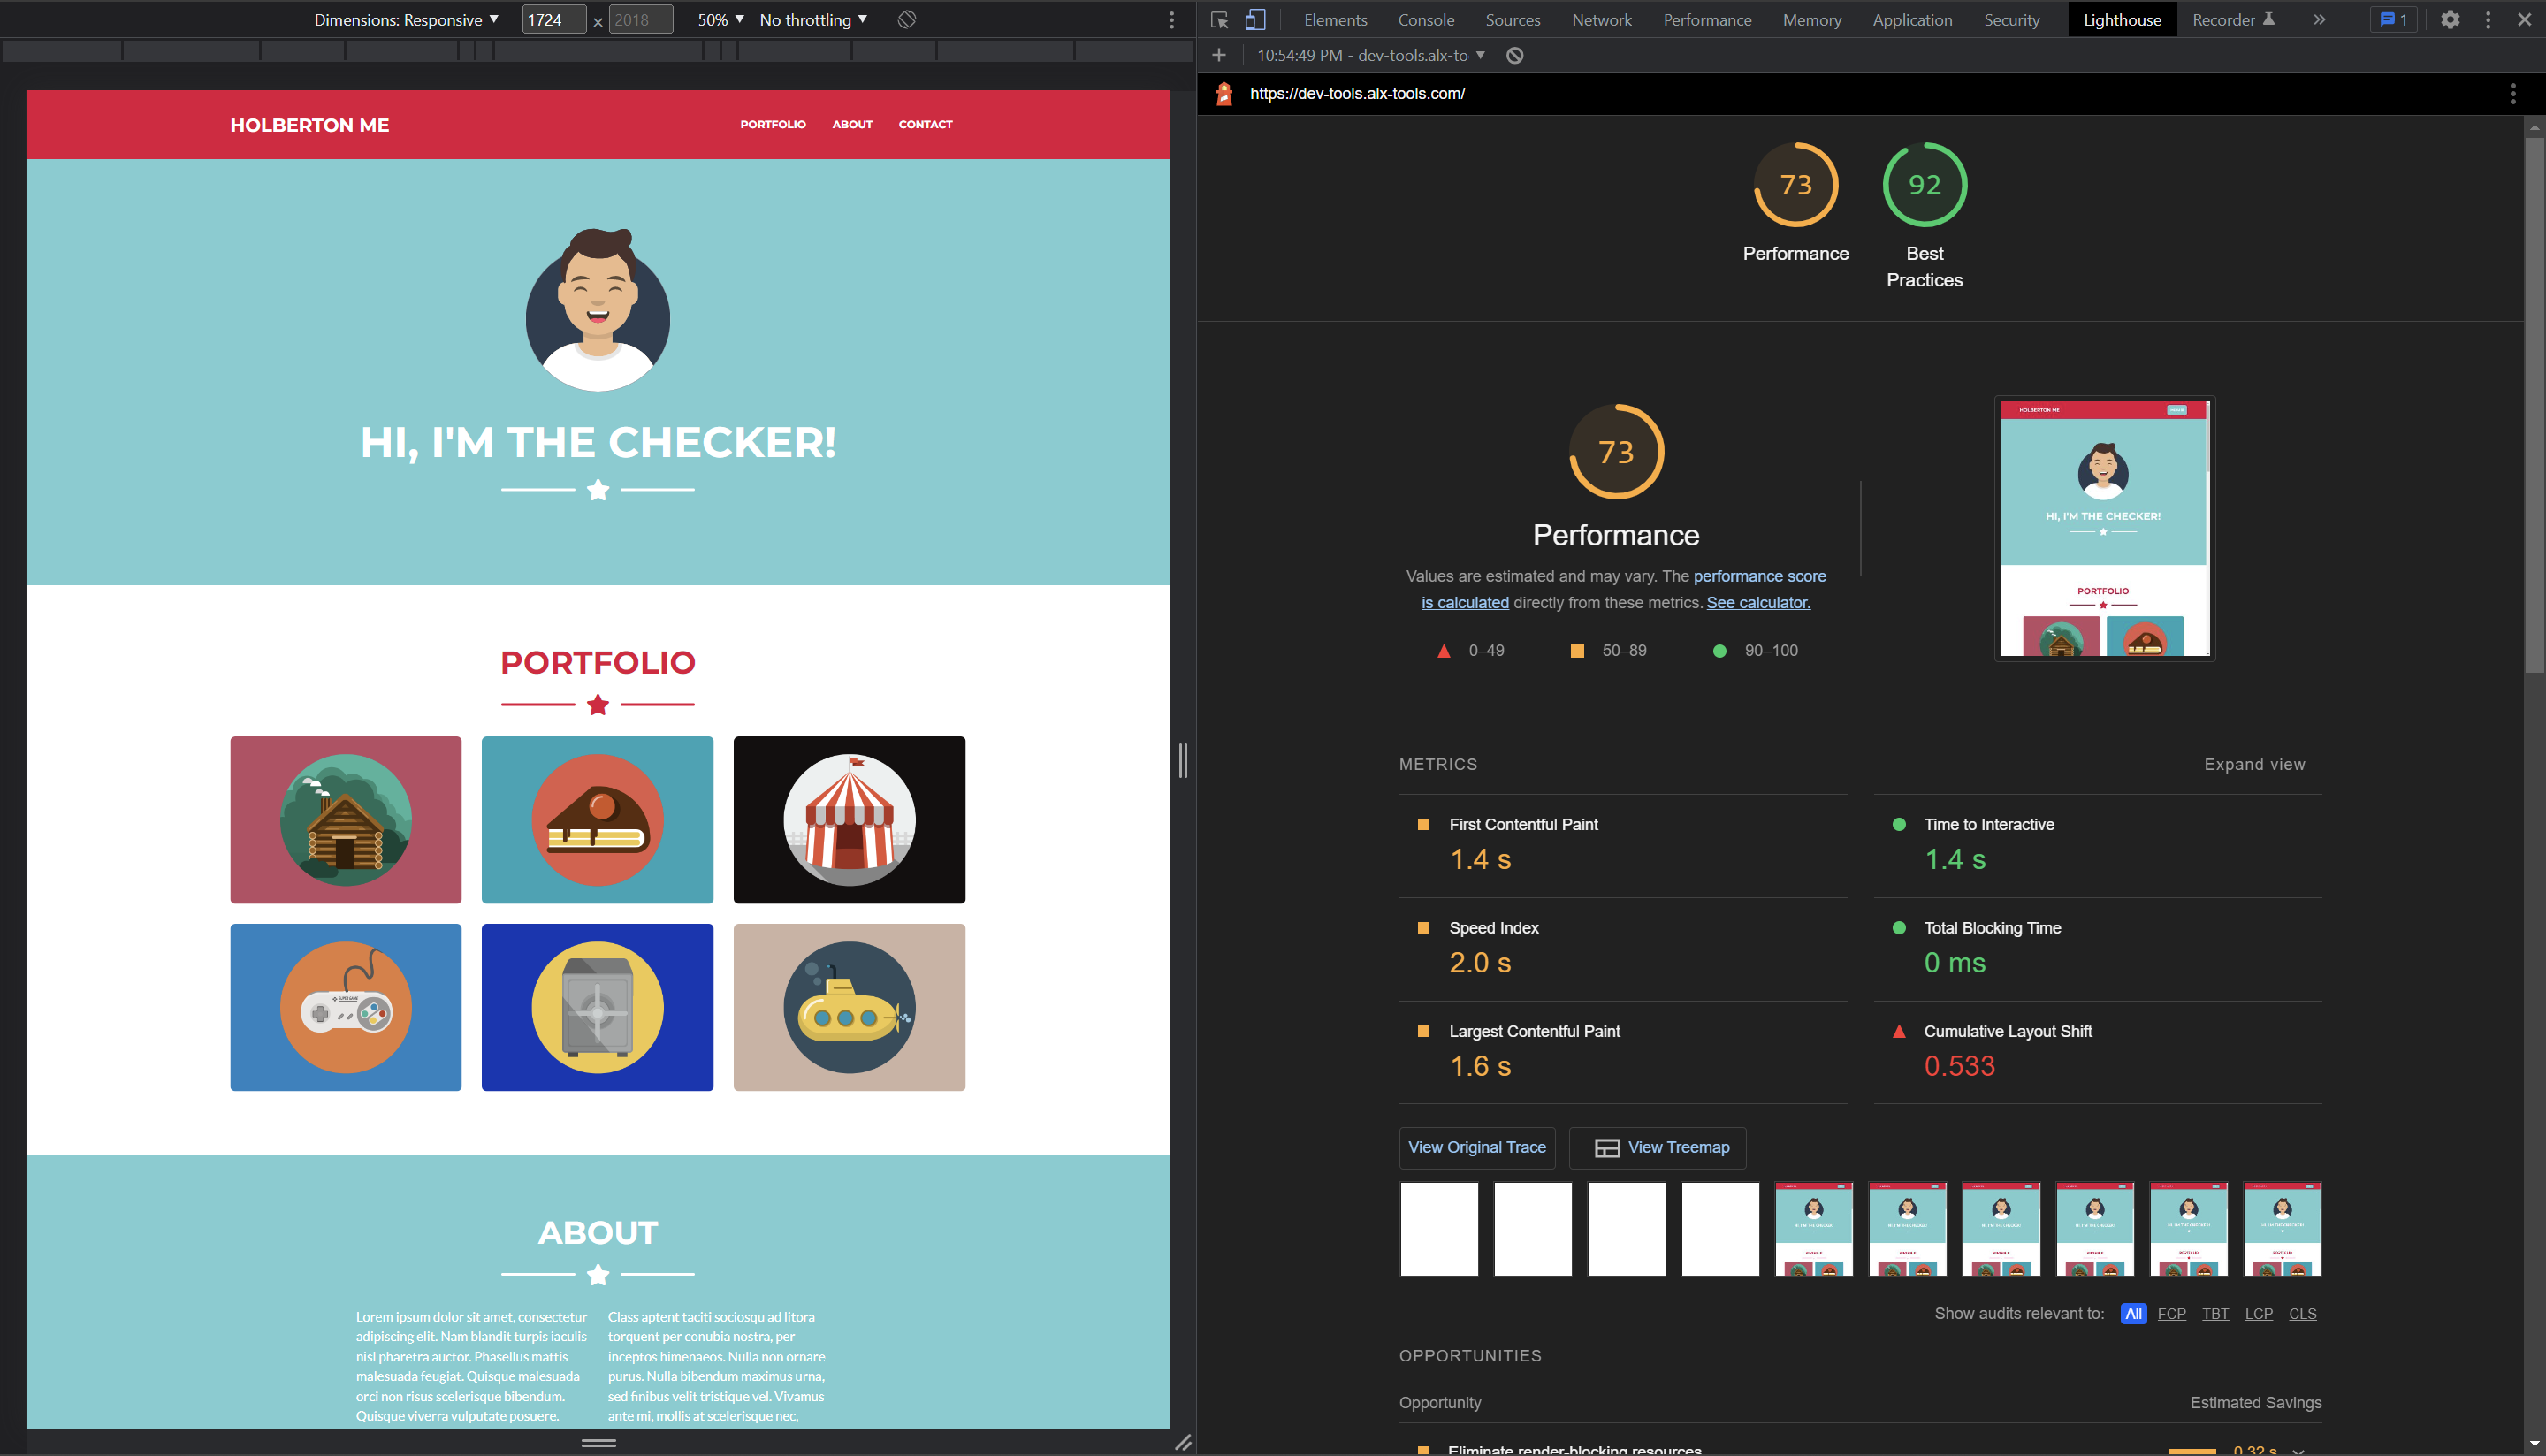 Dimensions: Responsive
1724 × 2018
50%
No throttling
Elements
Console
Sources
Network
Performance
Memory
Application
Security
Lighthouse
Recorder
1
10:54:49 PM - dev-tools.alx-to
https://dev-tools.alx-tools.com/
HOLBERTON ME
PORTFOLIO
ABOUT
CONTACT
HI, I'M THE CHECKER!
PORTFOLIO
SUPER GAME
ABOUT
Lorem ipsum dolor sit amet, consectetur
adipiscing elit. Nam blandit turpis iaculis
nisl pharetra auctor. Phasellus mattis
malesuada feugiat. Quisque malesuada
orci non risus scelerisque bibendum.
Quisque viverra vulputate posuere.
Class aptent taciti sociosqu ad litora
torquent per conubia nostra, per
inceptos himenaeos. Nulla non ornare
purus. Nulla bibendum maximus urna,
sed finibus velit tristique vel. Vivamus
ante mi, mollis at scelerisque nec,
73
Performance
92
Best
Practices
73
Performance
Values are estimated and may vary. The performance score
is calculated directly from these metrics. See calculator.
0–49
50–89
90–100
HOLBERTON ME
HI, I'M THE CHECKER!
PORTFOLIO
METRICS
Expand view
First Contentful Paint
1.4 s
Time to Interactive
1.4 s
Speed Index
2.0 s
Total Blocking Time
0 ms
Largest Contentful Paint
1.6 s
Cumulative Layout Shift
0.533
View Original Trace
View Treemap
Show audits relevant to: All FCP TBT LCP CLS
OPPORTUNITIES
Opportunity
Estimated Savings
Eliminate render-blocking resources
0.32 s